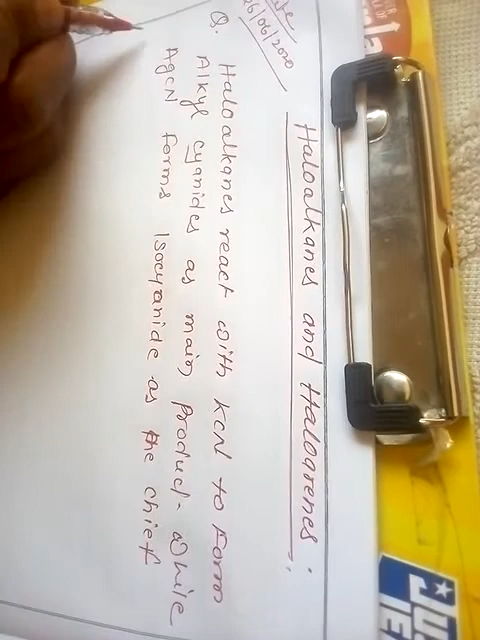 Date
26/06/2020
Haloalkanes and Haloarenes:
Q. Haloalkanes react with KCN to Form
Alkyl cyanides as main product while
AgCN Forms Isocyanide as the chief